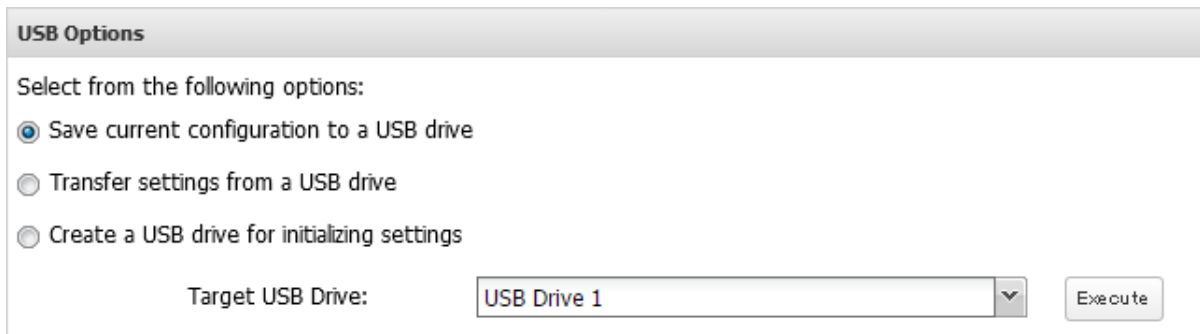 USB Options
Select from the following options:
Save current configuration to a USB drive
Transfer settings from a USB drive
Create a USB drive for initializing settings
Target USB Drive: USB Drive 1 Execute